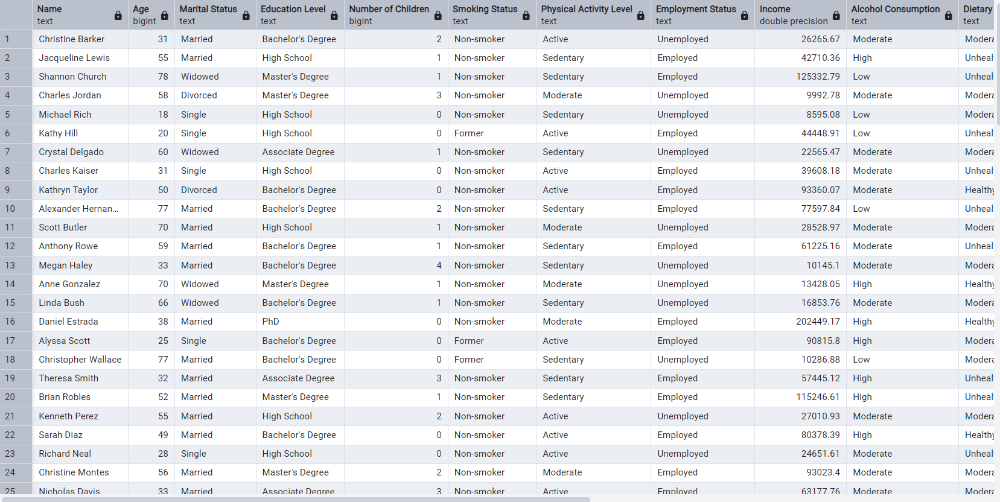 Name Age Marital Status Education Level Number of Children Smoking Status Physical Activity Level Employment Status Income Alcohol Consumption Dietary
text bigint text text bigint text text text double precision text text
1 Christine Barker 31 Married Bachelor's Degree 2 Non-smoker Active Unemployed 26265.67 Moderate Modera
2 Jacqueline Lewis 55 Married High School 1 Non-smoker Sedentary Employed 42710.36 High Unheal
3 Shannon Church 78 Widowed Master's Degree 1 Non-smoker Sedentary Employed 125332.79 Low Unheal
4 Charles Jordan 58 Divorced Master's Degree 3 Non-smoker Moderate Unemployed 9992.78 Moderate Modera
5 Michael Rich 18 Single High School 0 Non-smoker Sedentary Unemployed 8595.08 Low Modera
6 Kathy Hill 20 Single High School 0 Former Active Employed 44448.91 Low Unheal
7 Crystal Delgado 60 Widowed Associate Degree 1 Non-smoker Sedentary Unemployed 22565.47 Moderate Modera
8 Charles Kaiser 31 Single High School 0 Non-smoker Active Employed 39608.18 Moderate Unheal
9 Kathryn Taylor 50 Divorced Bachelor's Degree 0 Non-smoker Active Employed 93360.07 Moderate Healthy
10 Alexander Hernan... 77 Married Bachelor's Degree 2 Non-smoker Sedentary Employed 77597.84 Low Unheal
11 Scott Butler 70 Married High School 1 Non-smoker Moderate Unemployed 28528.97 Moderate Modera
12 Anthony Rowe 59 Married Bachelor's Degree 1 Non-smoker Sedentary Employed 61225.16 Moderate Unheal
13 Megan Haley 33 Married Bachelor's Degree 4 Non-smoker Sedentary Unemployed 10145.1 Moderate Modera
14 Anne Gonzalez 70 Widowed Master's Degree 1 Non-smoker Moderate Unemployed 13428.05 High Healthy
15 Linda Bush 66 Widowed Bachelor's Degree 1 Non-smoker Sedentary Unemployed 16853.76 Moderate Modera
16 Daniel Estrada 38 Married PhD 0 Non-smoker Moderate Employed 202449.17 High Healthy
17 Alyssa Scott 25 Single Bachelor's Degree 0 Former Active Employed 90815.8 High Modera
18 Christopher Wallace 77 Married Bachelor's Degree 0 Former Sedentary Unemployed 10286.88 Low Modera
19 Theresa Smith 32 Married Associate Degree 3 Non-smoker Sedentary Employed 57445.12 High Unheal
20 Brian Robles 52 Married Master's Degree 1 Non-smoker Sedentary Employed 115246.61 High Unheal
21 Kenneth Perez 55 Married High School 2 Non-smoker Active Unemployed 27010.93 Moderate Modera
22 Sarah Diaz 49 Married Bachelor's Degree 0 Non-smoker Active Employed 80378.39 High Healthy
23 Richard Neal 28 Single High School 0 Non-smoker Active Unemployed 24651.61 Moderate Unheal
24 Christine Montes 56 Married Master's Degree 2 Non-smoker Moderate Employed 93023.4 Moderate Modera
25 Nicholas Davis 33 Married Associate Degree 3 Non-smoker Active Employed 63177.76 Moderate Modera